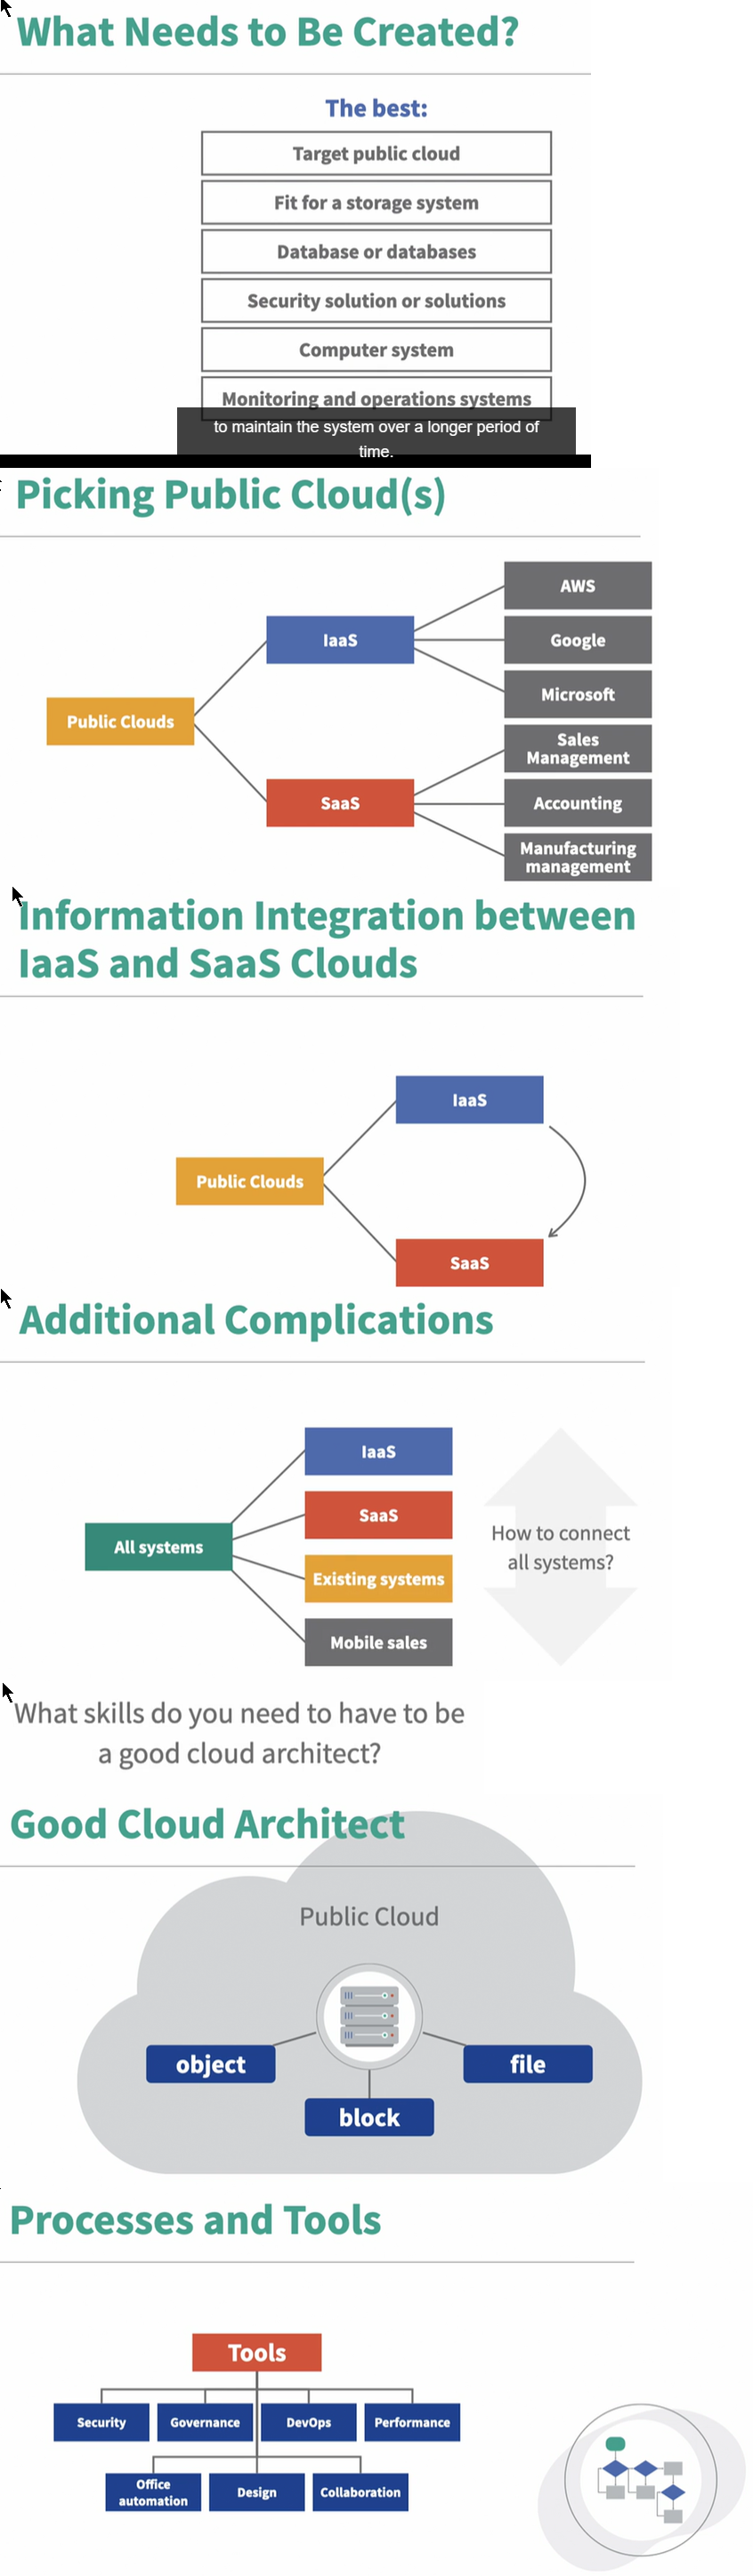 What Needs to Be Created?
The best:
Target public cloud
Fit for a storage system
Database or databases
Security solution or solutions
Computer system
Monitoring and operations systems
to maintain the system over a longer period of
time.
Picking Public Cloud(s)
AWS
IaaS
Google
Microsoft
Public Clouds
Sales
Management
SaaS
Accounting
Manufacturing
management
Information Integration between
IaaS and SaaS Clouds
IaaS
Public Clouds
SaaS
Additional Complications
IaaS
SaaS
All systems
Existing systems
Mobile sales
How to connect
all systems?
What skills do you need to have to be
a good cloud architect?
Good Cloud Architect
Public Cloud
object
file
block
Processes and Tools
Tools
Security
Governance
DevOps
Performance
Office
automation
Design
Collaboration